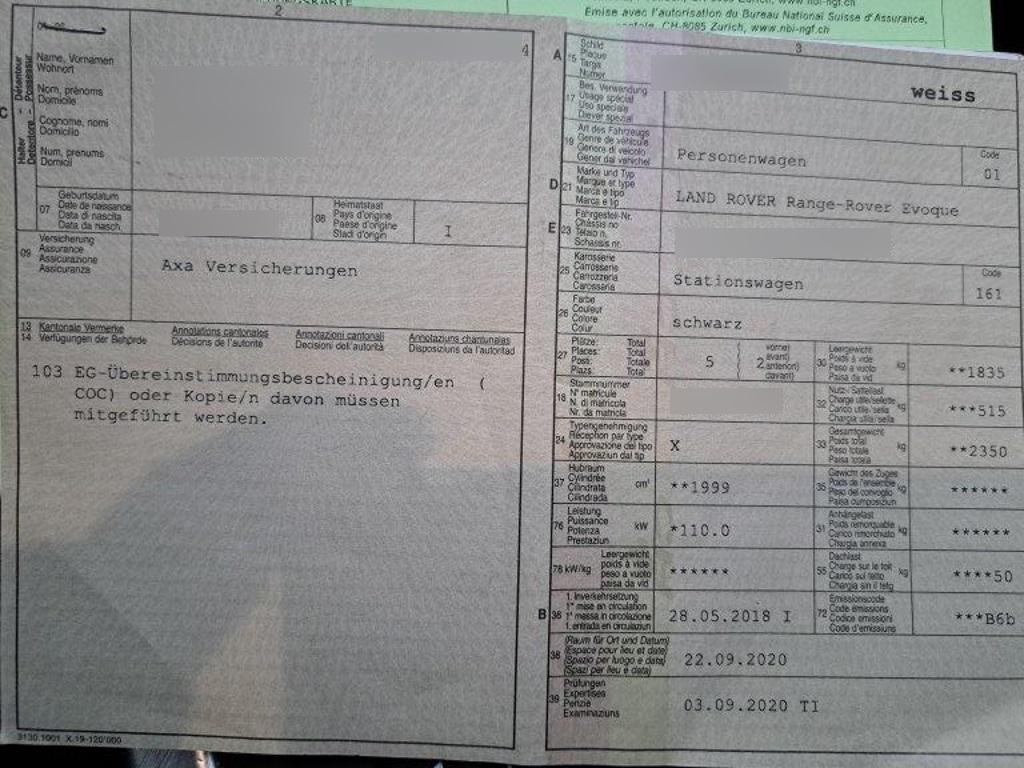 Emise avec l'autorisation du Bureau National Suisse d'Assurance,
CH-8085 Zurich, www.nbi-ngf.ch
2
4
C
Halter - Détenteur
Detentore - Possessur
Name, Vornamen
Wohnort
Nom, prénoms
Domicile
Cognome, nomi
Domicilio
Num, prenums
Domicil
07
Geburtsdatum
Date de naissance
Data di nascita
Data da nasch.
08
Heimatstaat
Pays d'origine
Paese d'origine
Stadi d'origin
I
09
Versicherung
Assurance
Assicurazione
Assicuranza
Axa Versicherungen
13 Kantonale Vermerke
14 Verfügungen der Behörde
Annotations cantonales
Décisions de l'autorité
Annotazioni cantonali
Decisioni dell'autorità
Annotaziuns chantunalas
Disposiziuns da l'autoritad
103 EG-Übereinstimmungsbescheinigung/en (
COC) oder Kopie/n davon müssen
mitgeführt werden.
3130.1001 X.19-120'000
3
A
15
Schild
Plaque
Targa
Numer
weiss
17
Bes. Verwendung
Usage spécial
Uso speciale
Diever spezial
19
Art des Fahrzeugs
Genre de véhicule
Genere di veicolo
Gener dal vehichel
Personenwagen
Code
01
D 21
Marke und Typ
Marque et type
Marca e tipo
Marca e tip
LAND ROVER Range-Rover Evoque
E 23
Fahrgestell-Nr.
Châssis no
Telaio n.
Schassis nr.
25
Karosserie
Carrosserie
Carrozzeria
Carossaria
Stationswagen
Code
161
26
Farbe
Couleur
Colore
Colur
schwarz
27
Plätze: Total
Places: Total
Posti: Totale
Plazs: Total
5
2
vorne)
avant)
anteriori)
davant)
30
Leergewicht
Poids à vide
Peso a vuoto
Paisa da vid
kg
**1835
18
Stammnummer
N° matricule
N. di matricola
Nr. da matricla
32
Nutz-/Sattellast
Charge utile/sellette
Carico utile/sella
Chargia utila/sella
kg
***515
24
Typengenehmigung
Réception par type
Approvazione del tipo
Approvaziun dal tip
X
33
Gesamtgewicht
Poids total
Peso totale
Paisa totala
kg
**2350
37
Hubraum
Cylindrée
Cilindrata
Cilindrada
cm³
**1999
35
Gewicht des Zuges
Poids de l'ensemble
Peso del convoglio
Paisa cumposiziun
kg
******
76
Leistung
Puissance
Potenza
Prestaziun
kW
*110.0
31
Anhängelast
Poids remorquable
Carico rimorchiato
Chargia annexa
kg
******
78 kW/kg
Leergewicht
poids à vide
peso a vuoto
paisa da vid
******
55
Dachlast
Charge sur le toit
Carico sul tetto
Chargia sin il tetg
kg
****50
B 36
1. Inverkehrsetzung
1re mise en circulation
1a messa in circolazione
1. entrada en circulaziun
28.05.2018 I
72
Emissionscode
Code émissions
Codice emissioni
Code d'emissiuns
***B6b
38
(Raum für Ort und Datum)
(Espace pour lieu et date)
(Spazio per luogo e data)
(Spazi per lieu e data)
22.09.2020
39
Prüfungen
Expertises
Perizie
Examinaziuns
03.09.2020 TI